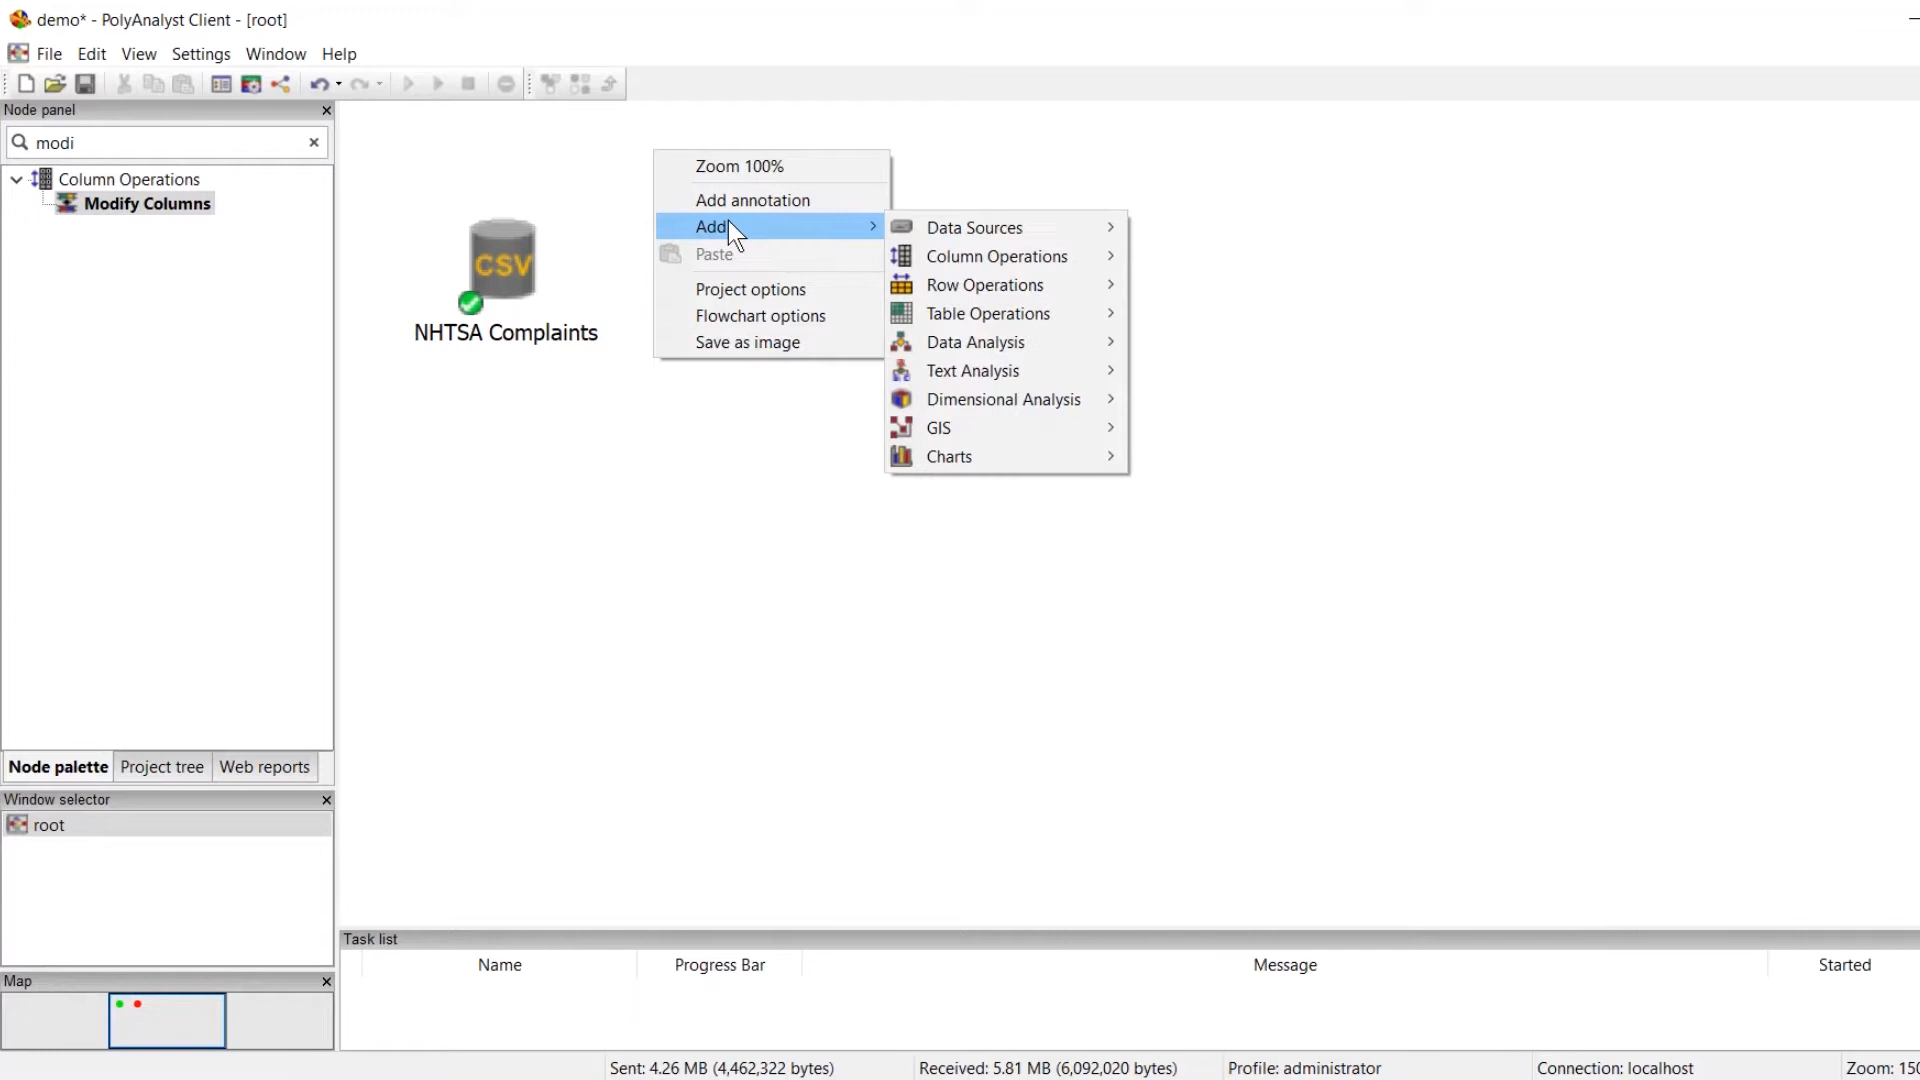 demo* - PolyAnalyst Client - [root]
File Edit View Settings Window Help
Node panel
modi
Column Operations
Modify Columns
CSV
NHTSA Complaints
Zoom 100%
Add annotation
Add
Paste
Project options
Flowchart options
Save as image
Data Sources
Column Operations
Row Operations
Table Operations
Data Analysis
Text Analysis
Dimensional Analysis
GIS
Charts
Node palette Project tree Web reports
Window selector
root
Map
Task list
Name Progress Bar Message Started
Sent: 4.26 MB (4,462,322 bytes) Received: 5.81 MB (6,092,020 bytes) Profile: administrator Connection: localhost Zoom: